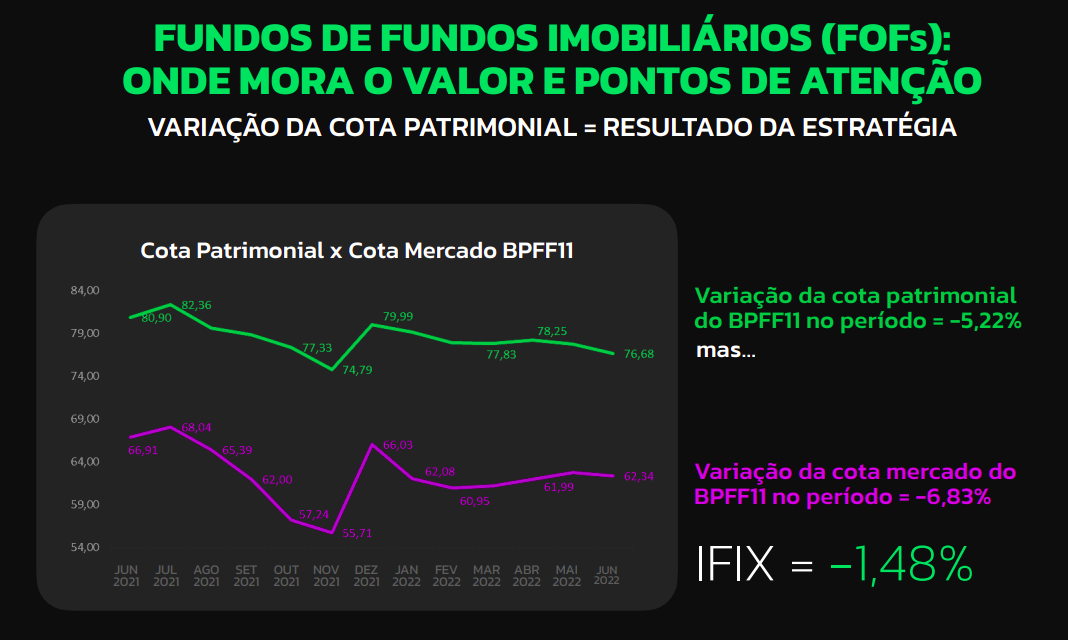 FUNDOS DE FUNDOS IMOBILIÁRIOS (FOFs):
ONDE MORA O VALOR E PONTOS DE ATENÇÃO
VARIAÇÃO DA COTA PATRIMONIAL = RESULTADO DA ESTRATÉGIA
Cota Patrimonial x Cota Mercado BPFF11
84,00
79,00
74,00
69,00
64,00
59,00
54,00
80,90
82,36
77,33
74,79
79,99
77,83
78,25
76,68
66,91
68,04
65,39
62,00
57,24
55,71
66,03
62,08
60,95
61,99
62,34
JUN JUL AGO SET OUT NOV DEZ JAN FEV MAR ABR MAI JUN
2021 2021 2021 2021 2021 2021 2021 2022 2022 2022 2022 2022 2022
Variação da cota patrimonial
do BPFF11 no período = -5,22%
mas...
Variação da cota mercado do
BPFF11 no período = -6,83%
IFIX = -1,48%